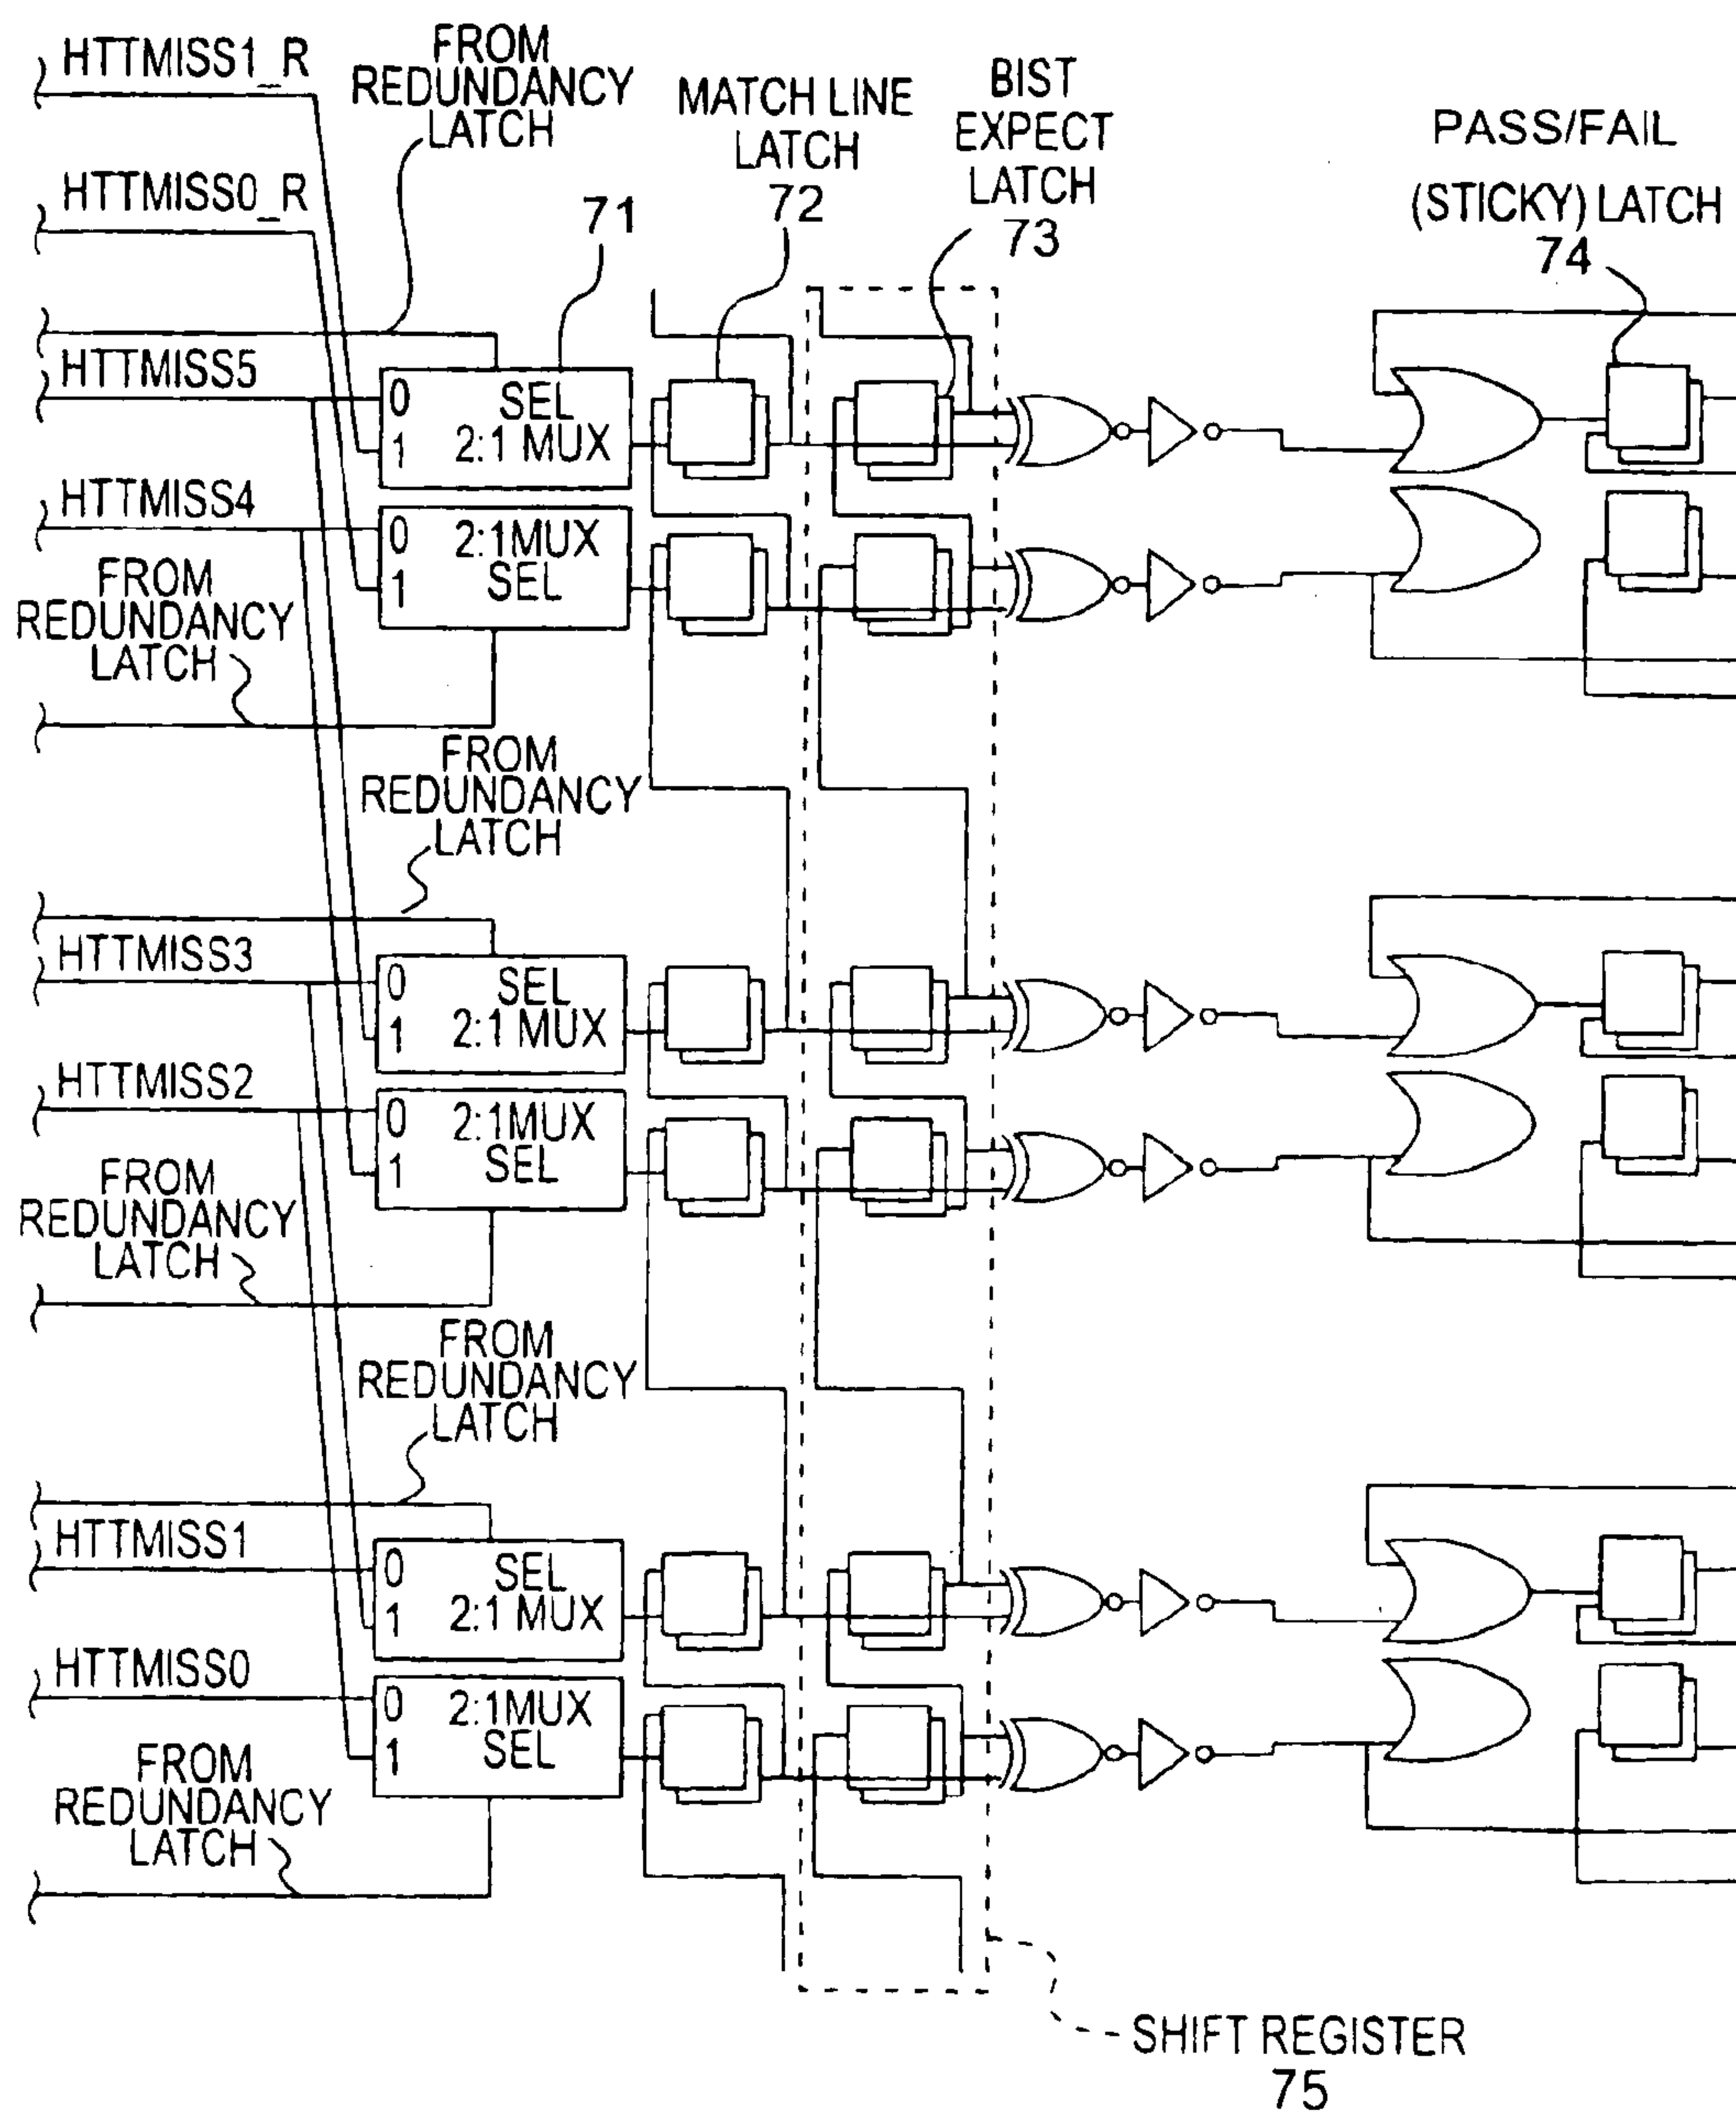 HTTMISS1_R
FROM
REDUNDANCY
LATCH
MATCH LINE
LATCH
72
BIST
EXPECT
LATCH
73
PASS/FAIL
(STICKY) LATCH
74
HTTMISS0_R
71
HTTMISS5
0
1
SEL
2:1 MUX
HTTMISS4
0
1
2:1MUX
SEL
FROM
REDUNDANCY
LATCH
FROM
REDUNDANCY
LATCH
HTTMISS3
0
1
SEL
2:1 MUX
HTTMISS2
0
1
2:1MUX
SEL
FROM
REDUNDANCY
LATCH
FROM
REDUNDANCY
LATCH
HTTMISS1
0
1
SEL
2:1 MUX
HTTMISS0
0
1
2:1MUX
SEL
FROM
REDUNDANCY
LATCH
SHIFT REGISTER
75